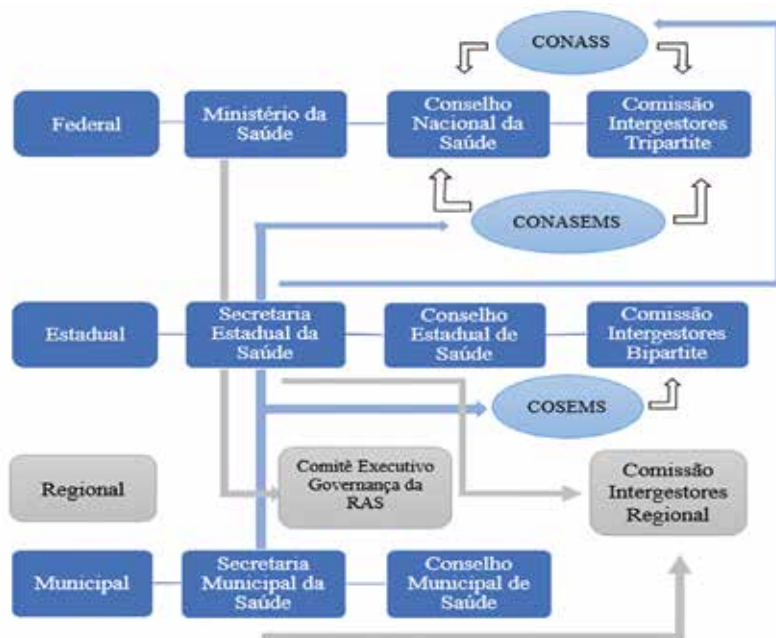 CONASS
Federal
Ministério da
Saúde
Conselho
Nacional da
Saúde
Comissão
Intergestores
Tripartite
CONASEMS
Estadual
Secretaria
Estadual da
Saúde
Conselho
Estadual de
Saúde
Comissão
Intergestores
Bipartite
COSEMS
Regional
Comitê Executivo
Governança da
RAS
Comissão
Intergestores
Regional
Municipal
Secretaria
Municipal da
Saúde
Conselho
Municipal de
Saúde